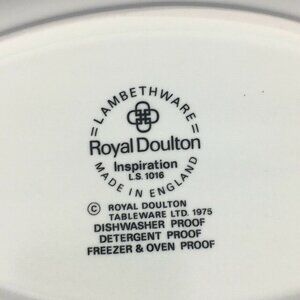 =LAMBETHWARE=
Royal Doulton
Inspiration
L.S. 1016
MADE IN ENGLAND
© ROYAL DOULTON
TABLEWARE LTD. 1975
DISHWASHER PROOF
DETERGENT PROOF
FREEZER & OVEN PROOF